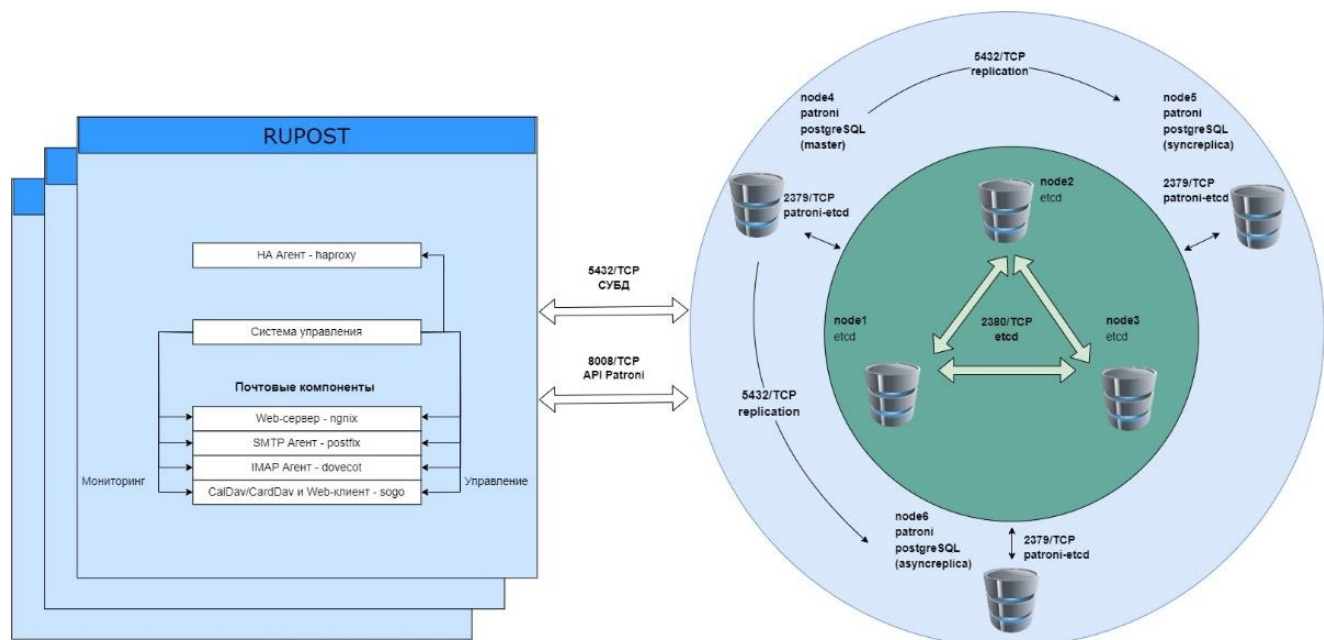 RUPOST
HA Агент - haproxy
Система управления
Почтовые компоненты
Web-сервер - ngnix
SMTP Агент - postfix
IMAP Агент - dovecot
CalDav/CardDav и Web-клиент - sogo
Мониторинг
Управление
5432/TCP
СУБД
8008/TCP
API Patroni
5432/TCP
replication
node4
patroni
postgreSQL
(master)
node5
patroni
postgreSQL
(syncreplica)
2379/TCP
patroni-etcd
2379/TCP
patroni-etcd
node2
etcd
node1
etcd
2380/TCP
etcd
node3
etcd
5432/TCP
replication
node6
patroni
postgreSQL
(asyncreplica)
2379/TCP
patroni-etcd